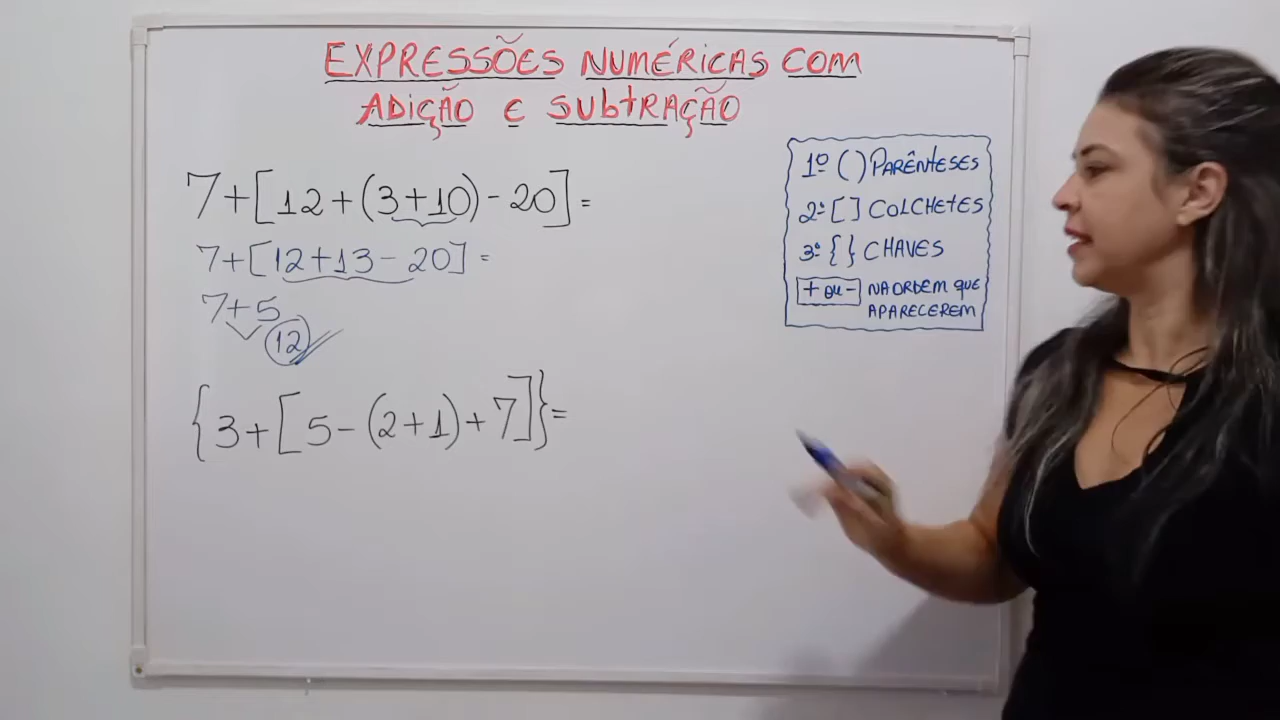 EXPRESSÕES NUMÉRICAS COM
ADIÇÃO E SUBTRAÇÃO
7+[12+(3+10)-20]=
7+[12+13-20]=
7+5
12
{3+[5-(2+1)+7]}=
1º ( ) PARÊNTESES
2º [ ] COLCHETES
3º { } CHAVES
+ ou - NA ORDEM QUE
APARECEREM